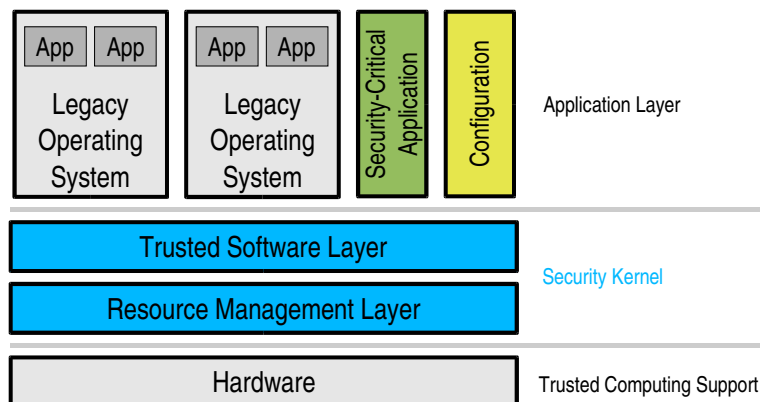 App App
App App
Legacy
Operating
System
Legacy
Operating
System
Security-Critical
Application
Configuration
Application Layer
Trusted Software Layer
Security Kernel
Resource Management Layer
Hardware
Trusted Computing Support